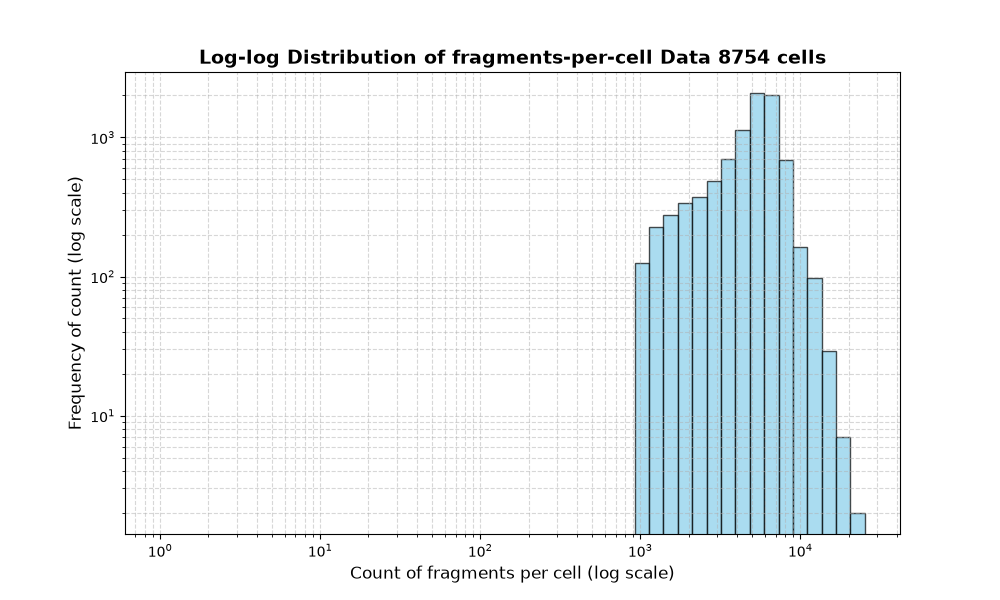 Log-log Distribution of fragments-per-cell Data 8754 cells
Frequency of count (log scale)
10³
10²
10¹
10⁰
10¹
10²
10³
10⁴
Count of fragments per cell (log scale)